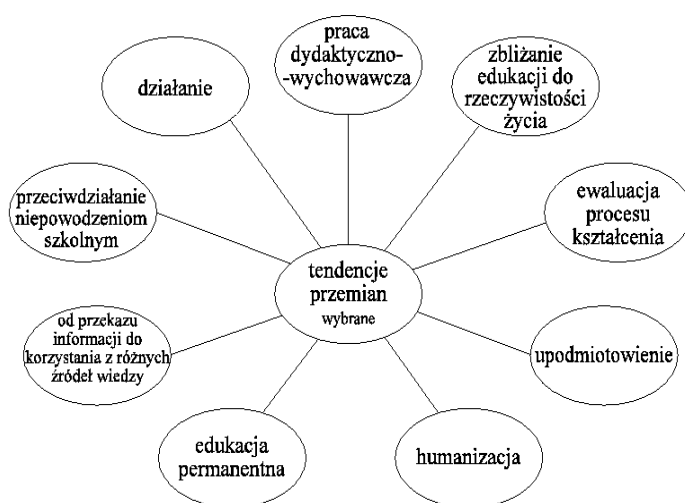 praca
dydaktyczno-
-wychowawcza
zbliżanie
edukacji do
rzeczywistości
życia
działanie
przeciwdziałanie
niepowodzeniom
szkolnym
ewaluacja
procesu
kształcenia
tendencje
przemian
wybrane
od przekazu
informacji do
korzystania z różnych
źródeł wiedzy
upodmiotowienie
edukacja
permanentna
humanizacja